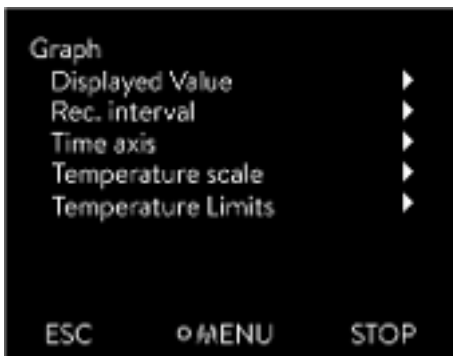 Graph
Displayed Value
Rec. interval
Time axis
Temperature scale
Temperature Limits
ESC MENU STOP